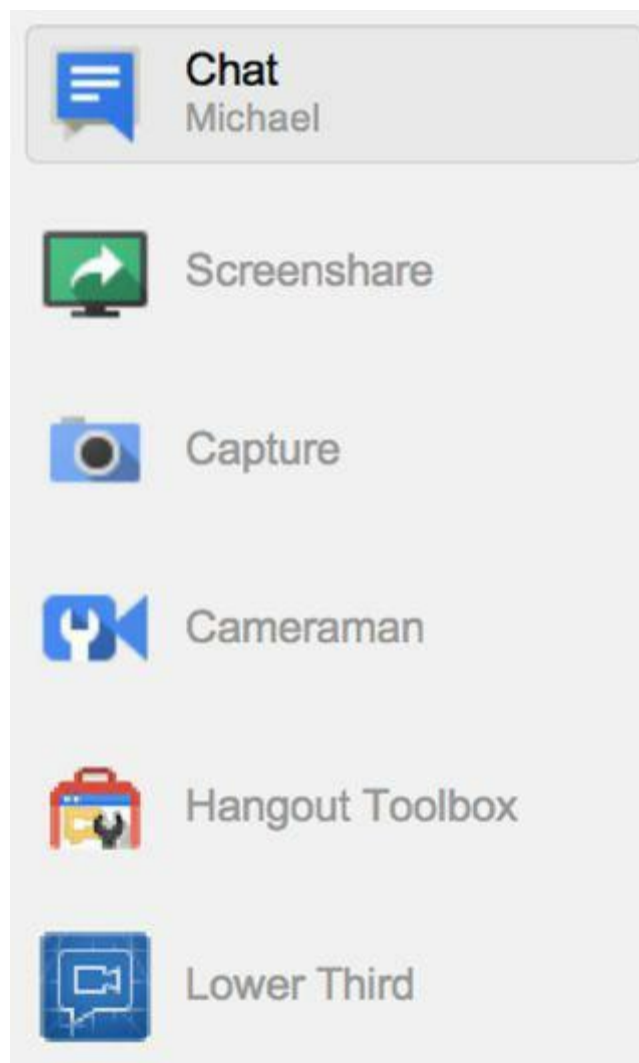 Chat
Michael
Screenshare
Capture
Cameraman
Hangout Toolbox
Lower Third